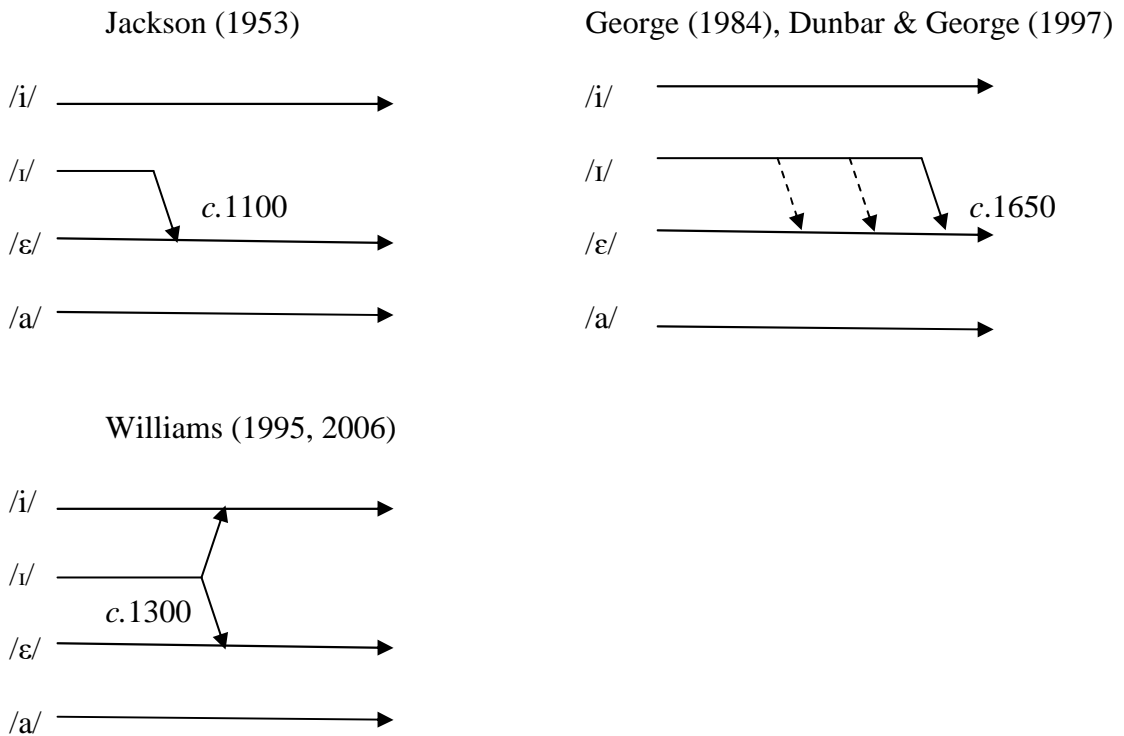 Jackson (1953)
/i/
/ɪ/
c.1100
/ε/
/a/
George (1984), Dunbar & George (1997)
/i/
/ɪ/
c.1650
/ε/
/a/
Williams (1995, 2006)
/i/
/ɪ/
c.1300
/ε/
/a/